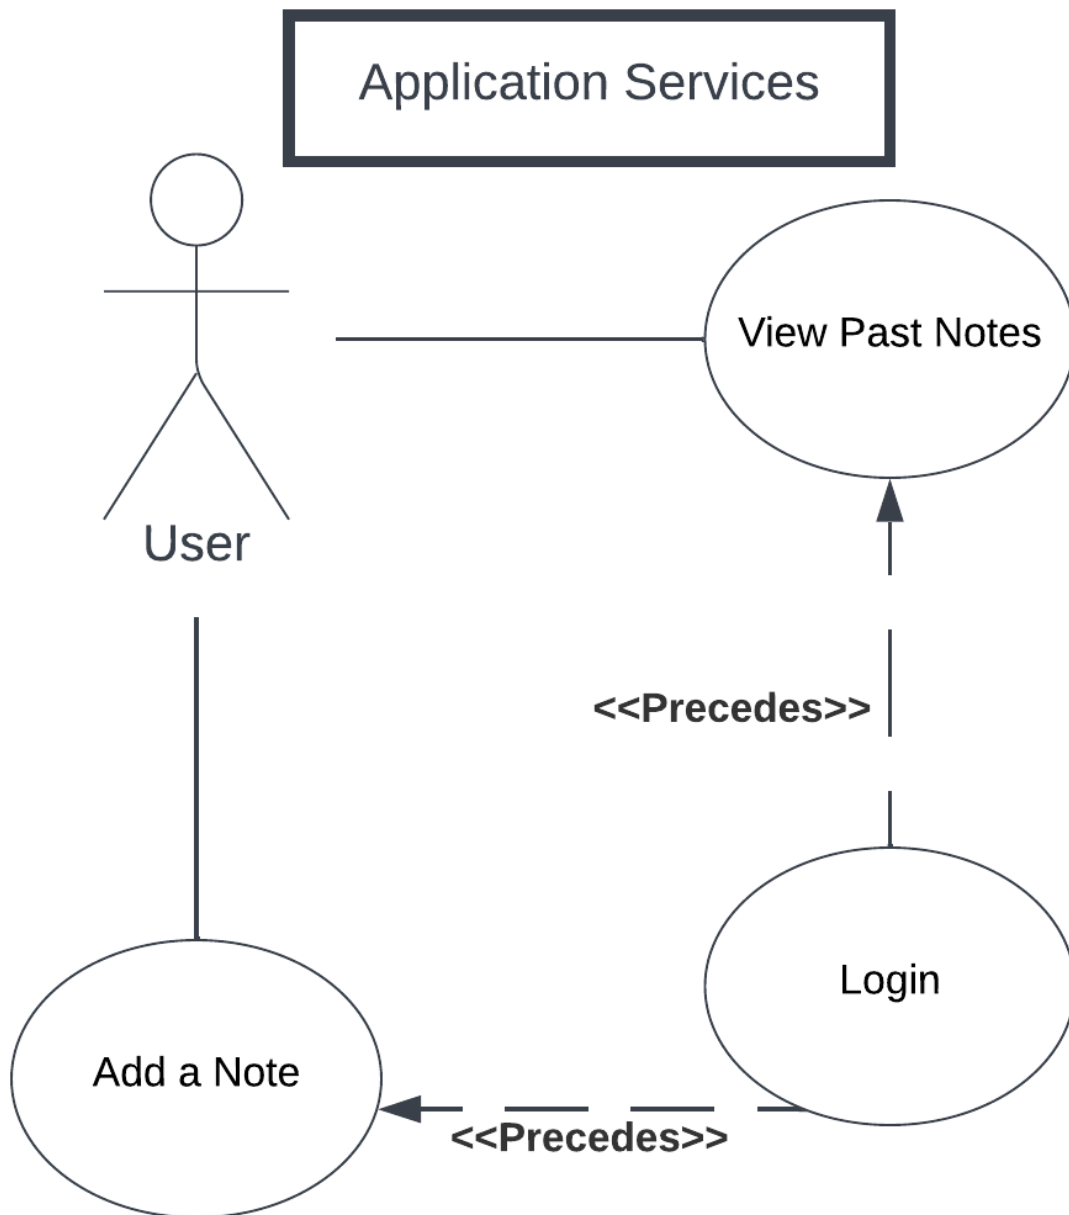 Application Services
View Past Notes
User
<<Precedes>>
Login
Add a Note
<<Precedes>>